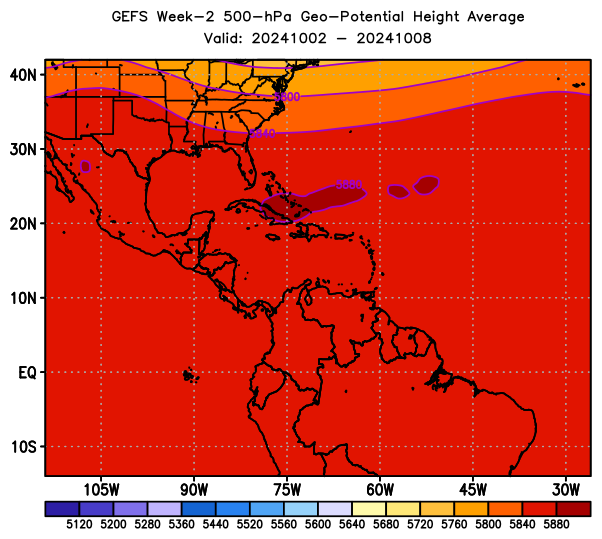 GEFS Week-2 500-hPa Geo-Potential Height Average
Valid: 20241002 - 20241008
40N
30N
20N
10N
EQ
10S
5800
5840
5880
105W 90W 75W 60W 45W 30W
5120 5200 5280 5360 5440 5520 5560 5600 5640 5680 5720 5760 5800 5840 5880